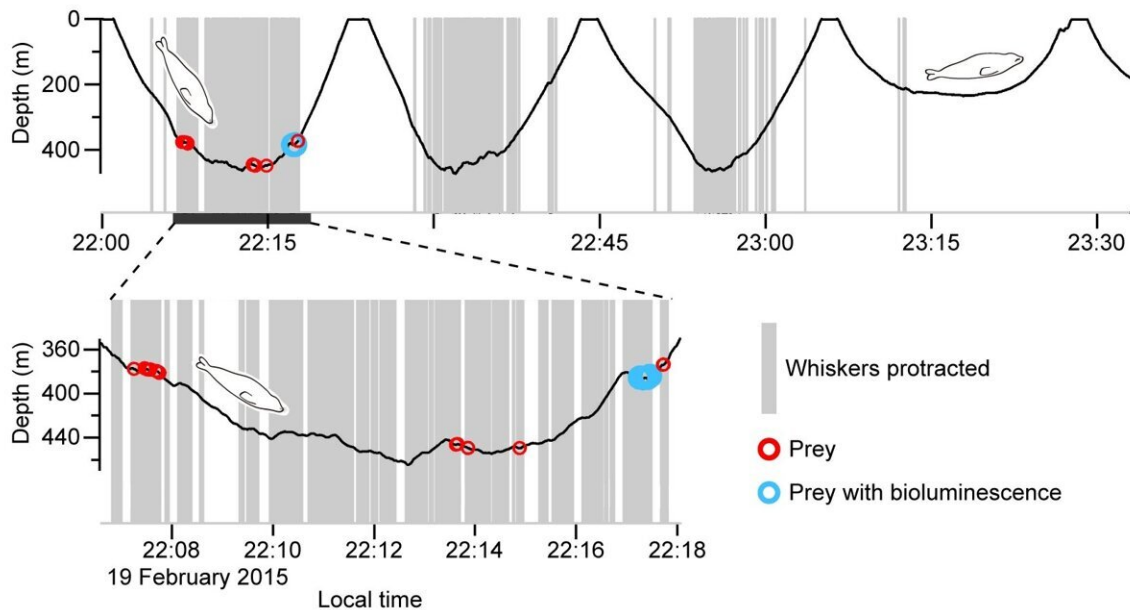 0
200
400
Depth (m)
22:00
22:15
22:45
23:00
23:15
23:30
360
400
440
Depth (m)
22:08
22:10
22:12
22:14
22:16
22:18
19 February 2015
Local time
Whiskers protracted
Prey
Prey with bioluminescence